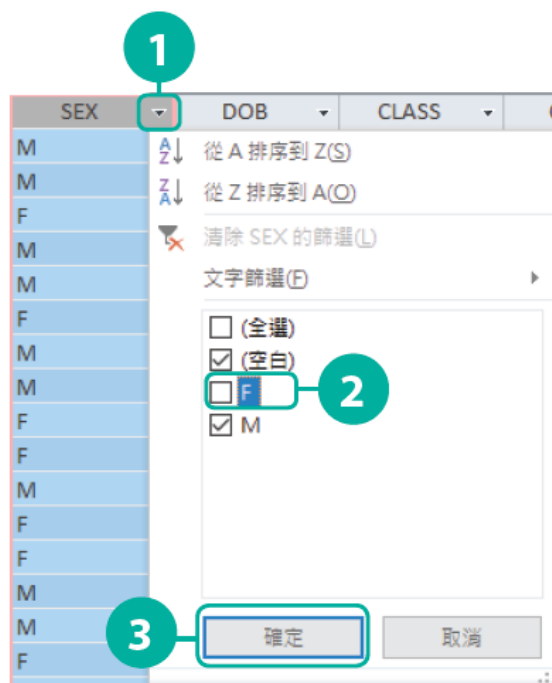 1
SEX DOB CLASS
M
M
F
M
M
F
M
M
F
F
M
F
F
M
M
F
從 A 排序到 Z(S)
從 Z 排序到 A(O)
清除 SEX 的篩選(L)
文字篩選(F)
(全選)
(空白)
F
2
M
3
確定 取消